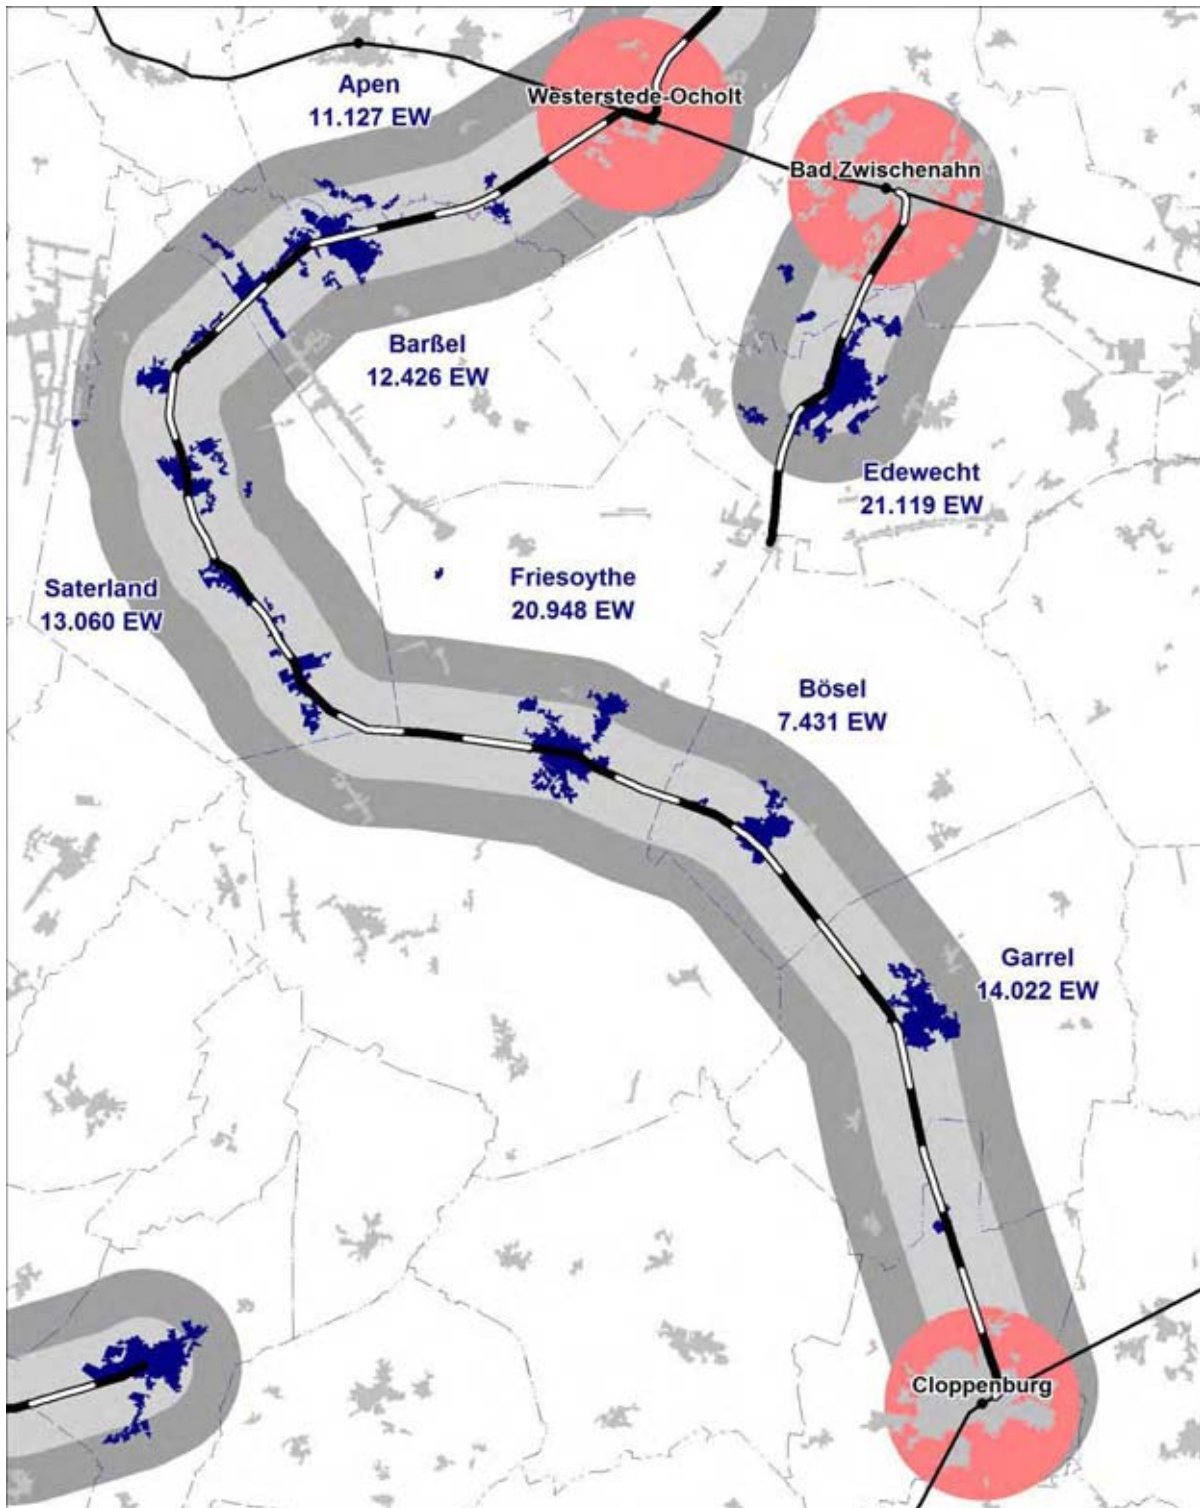 Apen
11.127 EW
Westerstede-Ocholt
Bad Zwischenahn
Barßel
12.426 EW
Edewecht
21.119 EW
Saterland
13.060 EW
Friesoythe
20.948 EW
Bösel
7.431 EW
Garrel
14.022 EW
Cloppenburg